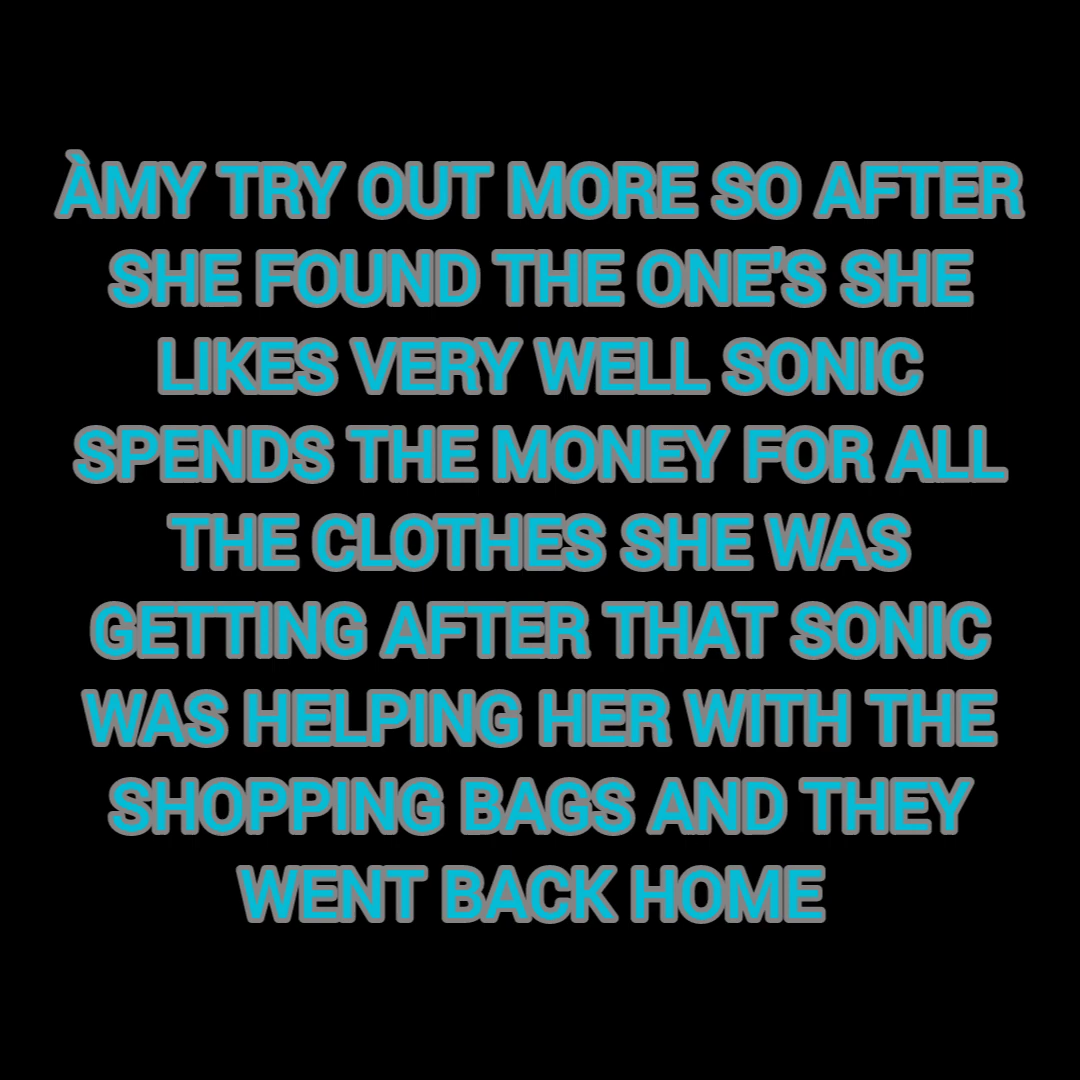 ÀMY TRY OUT MORE SO AFTER
SHE FOUND THE ONE'S SHE
LIKES VERY WELL SONIC
SPENDS THE MONEY FOR ALL
THE CLOTHES SHE WAS
GETTING AFTER THAT SONIC
WAS HELPING HER WITH THE
SHOPPING BAGS AND THEY
WENT BACK HOME